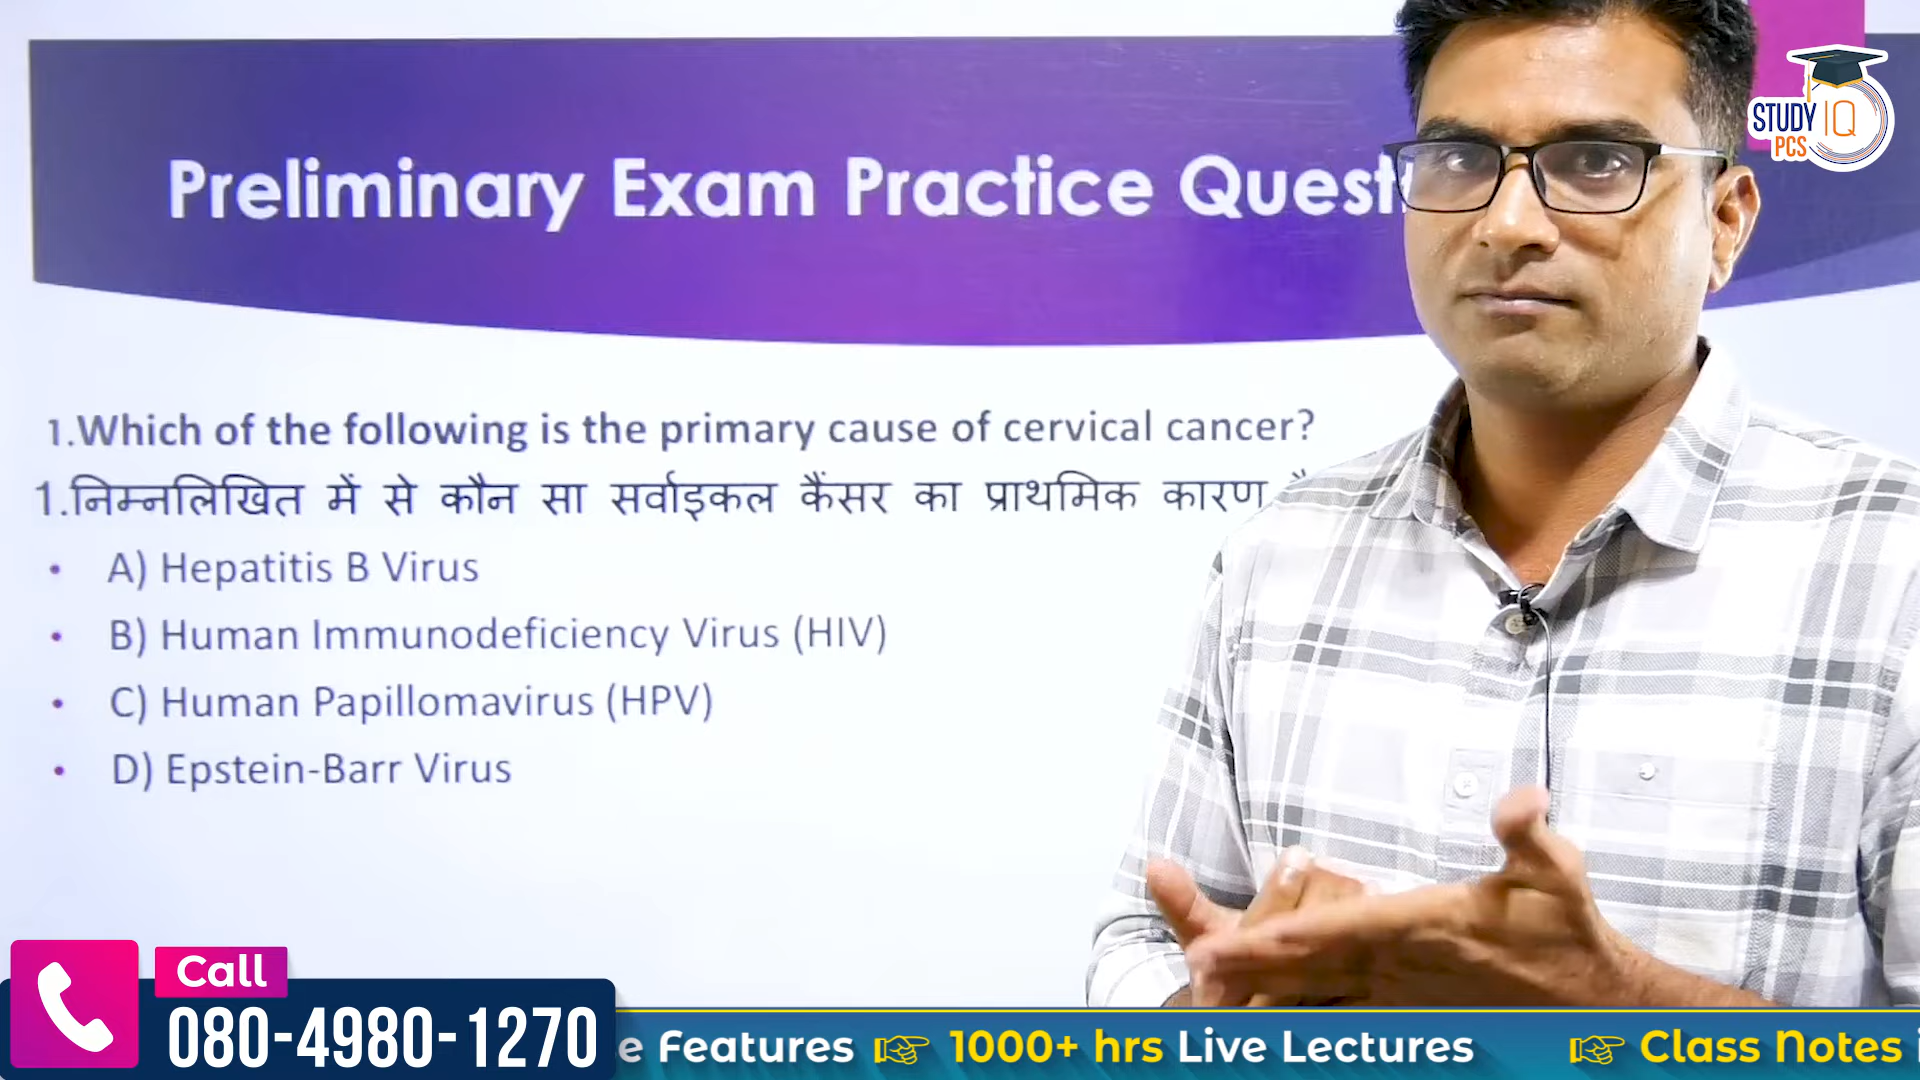 Preliminary Exam Practice Quest
STUDY IQ
PCS
1.Which of the following is the primary cause of cervical cancer?
1.निम्नलिखित में से कौन सा सर्वाइकल कैंसर का प्राथमिक कारण
• A) Hepatitis B Virus
• B) Human Immunodeficiency Virus (HIV)
• C) Human Papillomavirus (HPV)
• D) Epstein-Barr Virus
Call
080-4980-1270
e Features 1000+ hrs Live Lectures Class Notes